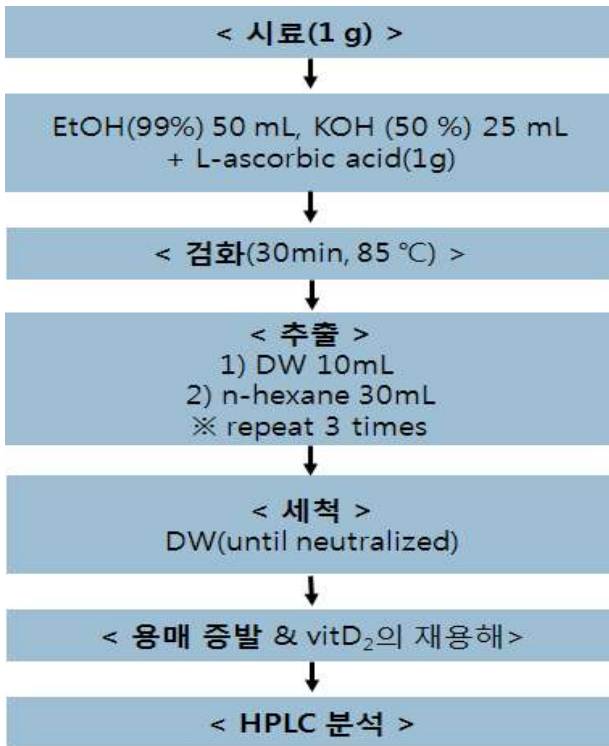 < 시료(1 g) >
EtOH(99%) 50 mL, KOH (50 %) 25 mL
+ L-ascorbic acid(1g)
< 검화(30min, 85 ℃) >
< 추출 >
1) DW 10mL
2) n-hexane 30mL
※ repeat 3 times
< 세척 >
DW(until neutralized)
< 용매 증발 & vitD₂의 재용해>
< HPLC 분석 >